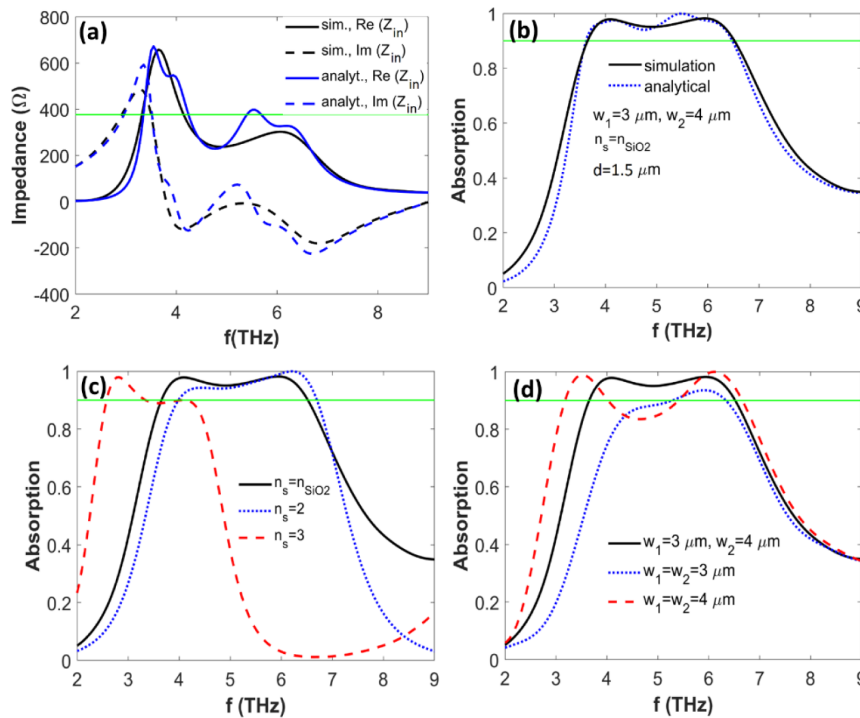 (a)
sim., Re (Z_in)
sim., Im (Z_in)
analyt., Re (Z_in)
analyt., Im (Z_in)
Impedance (Ω)
800
600
400
200
0
-200
-400
2 4 6 8
f(THz)
(b)
simulation
analytical
w_1=3 μm, w_2=4 μm
n_s=n_SiO2
d=1.5 μm
Absorption
1
0.8
0.6
0.4
0.2
0
2 3 4 5 6 7 8 9
f (THz)
(c)
n_s=n_SiO2
n_s=2
n_s=3
Absorption
1
0.8
0.6
0.4
0.2
0
2 3 4 5 6 7 8 9
f (THz)
(d)
w_1=3 μm, w_2=4 μm
w_1=w_2=3 μm
w_1=w_2=4 μm
Absorption
1
0.8
0.6
0.4
0.2
0
2 3 4 5 6 7 8 9
f (THz)